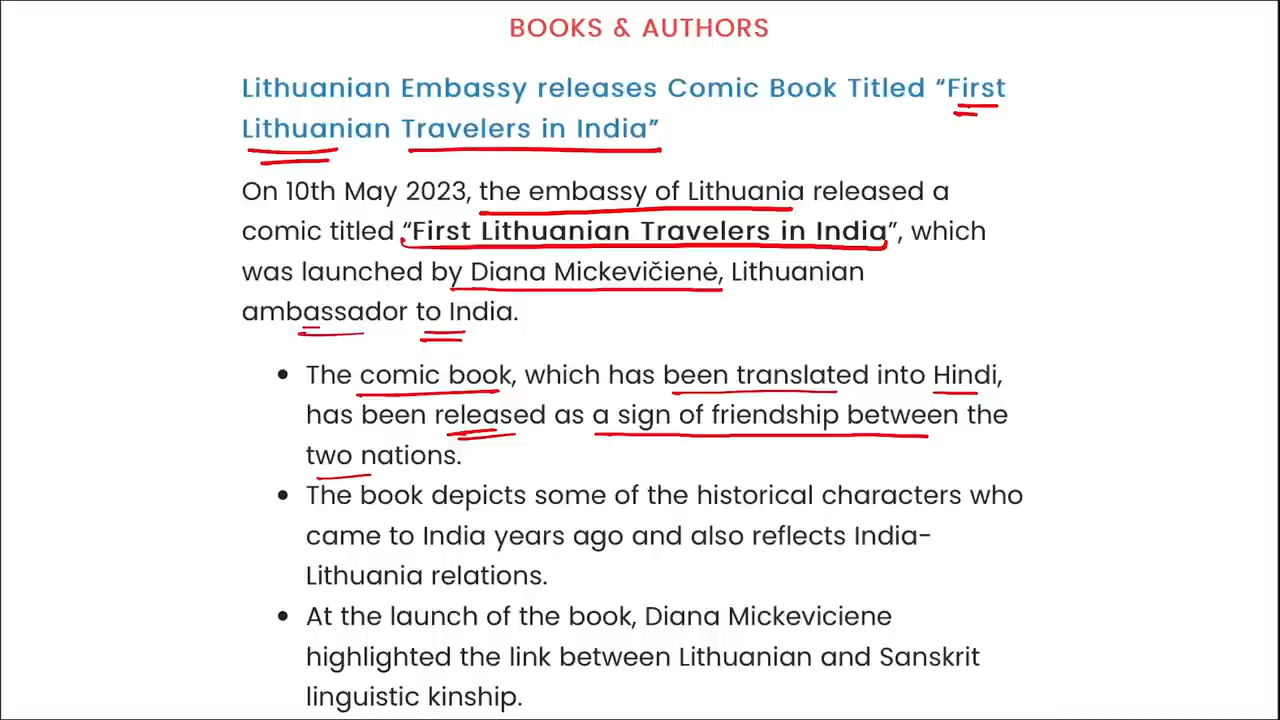 BOOKS & AUTHORS
Lithuanian Embassy releases Comic Book Titled “First
Lithuanian Travelers in India”
On 10th May 2023, the embassy of Lithuania released a
comic titled “First Lithuanian Travelers in India”, which
was launched by Diana Mickevičienė, Lithuanian
ambassador to India.
• The comic book, which has been translated into Hindi,
has been released as a sign of friendship between the
two nations.
• The book depicts some of the historical characters who
came to India years ago and also reflects India-
Lithuania relations.
• At the launch of the book, Diana Mickeviciene
highlighted the link between Lithuanian and Sanskrit
linguistic kinship.